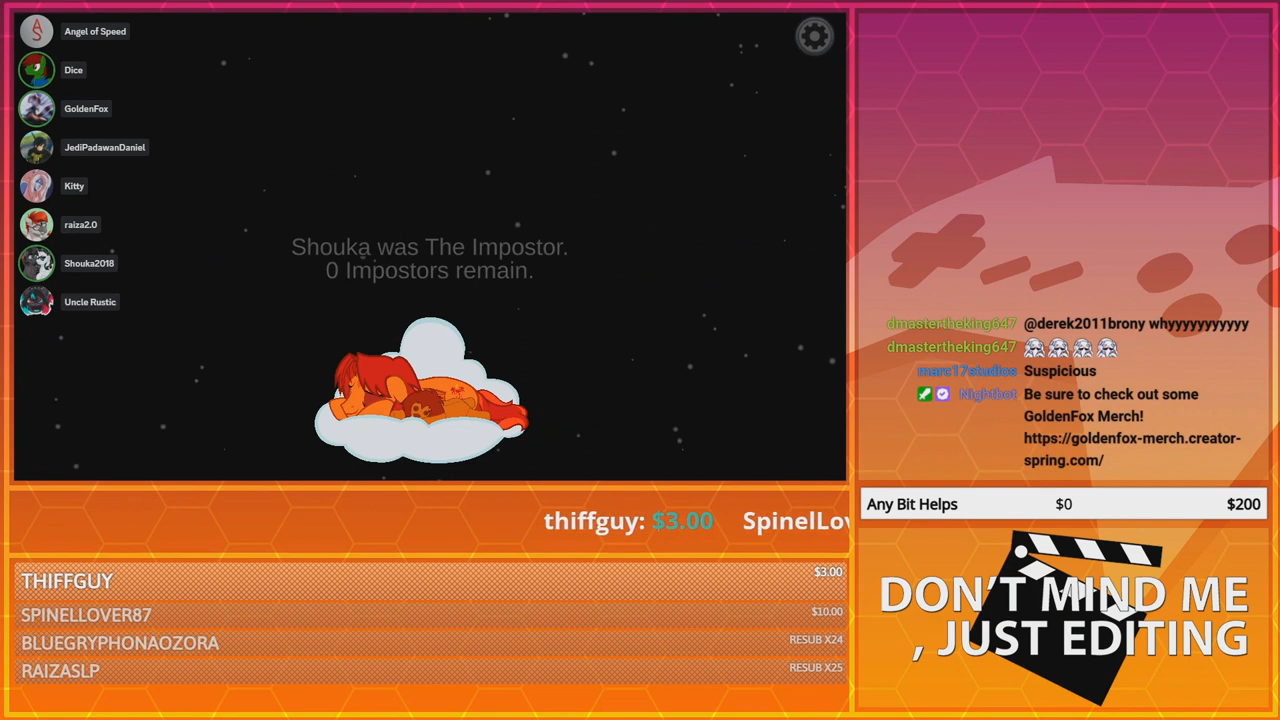 Angel of Speed
Dice
GoldenFox
JediPadawanDaniel
Kitty
raiza2.0
Shouka2018
Uncle Rustic
Shouka was The Impostor.
0 Impostors remain.
dmastertheking647 @derek2011brony whyyyyyyyyyy
dmastertheking647
marc17studios Suspicious
Nightbot Be sure to check out some
GoldenFox Merch!
https://goldenfox-merch.creator-
spring.com/
Any Bit Helps $0 $200
thiffguy: $3.00 SpinelLov
THIFFGUY $3.00
SPINELLOVER87 $10.00
BLUEGRYPHONAOZORA RESUB X24
RAIZASLP RESUB X25
DON'T MIND ME
, JUST EDITING